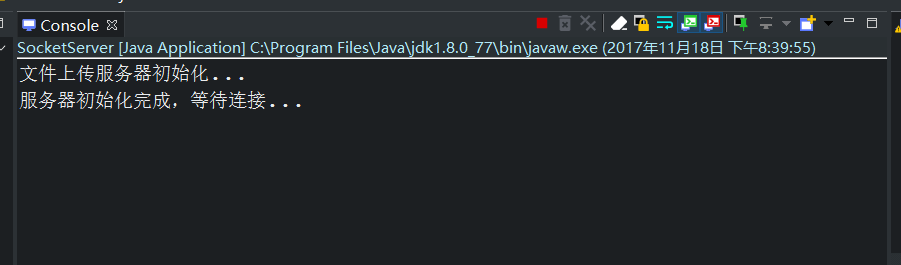 Console
SocketServer [Java Application] C:\Program Files\Java\jdk1.8.0_77\bin\javaw.exe (2017年11月18日 下午8:39:55)
文件上传服务器初始化...
服务器初始化完成，等待连接...